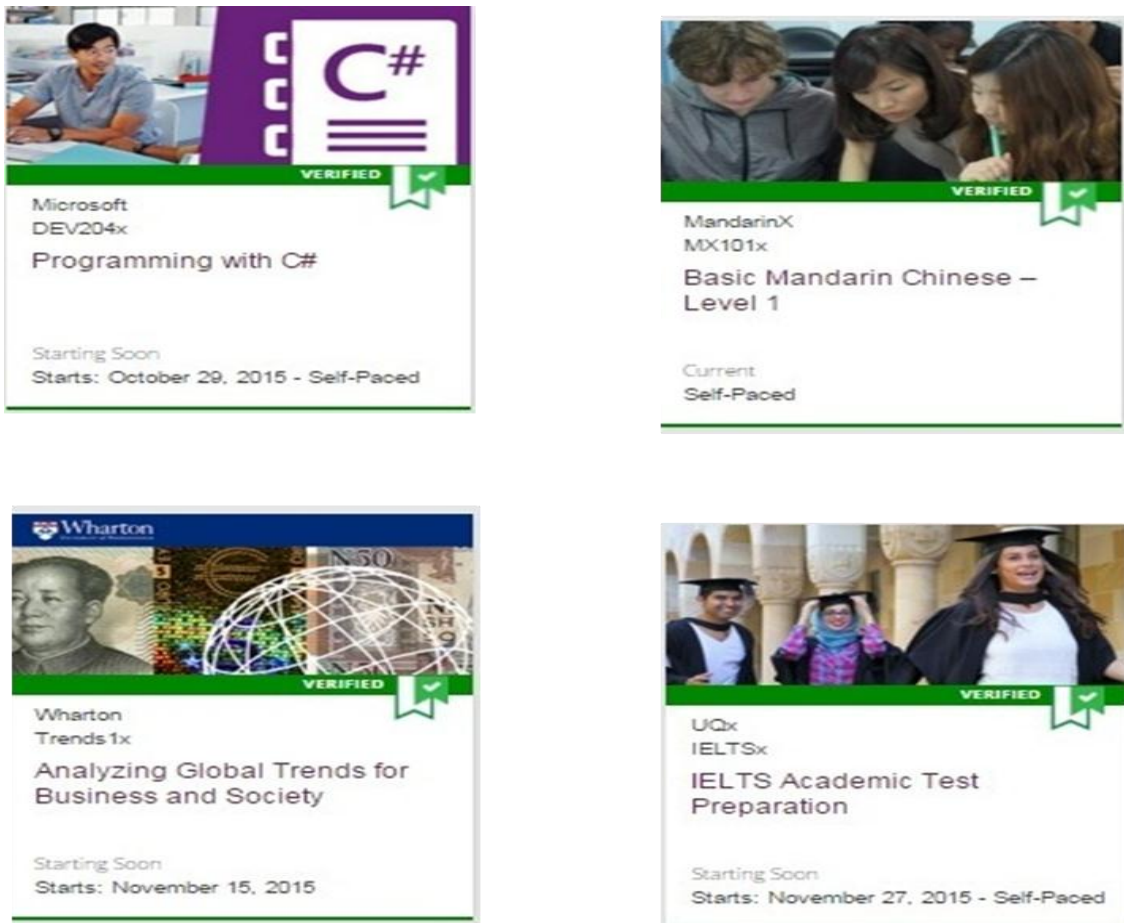 C#
VERIFIED
Microsoft
DEV204x
Programming with C#
Starting Soon
Starts: October 29, 2015 - Self-Paced
VERIFIED
MandarinX
MX101x
Basic Mandarin Chinese –
Level 1
Current
Self-Paced
Wharton
N50
VERIFIED
Wharton
Trends1x
Analyzing Global Trends for
Business and Society
Starting Soon
Starts: November 15, 2015
VERIFIED
UQx
IELTSx
IELTS Academic Test
Preparation
Starting Soon
Starts: November 27, 2015 - Self-Paced